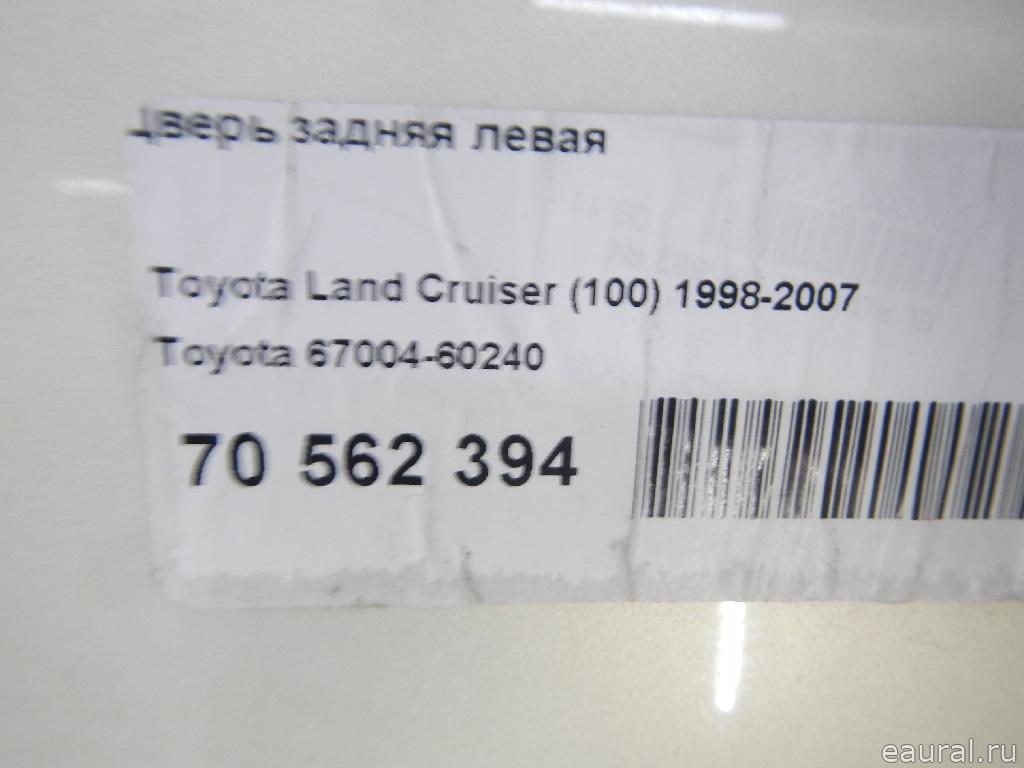 дверь задняя левая
Toyota Land Cruiser (100) 1998-2007
Toyota 67004-60240
70 562 394
eaural.ru